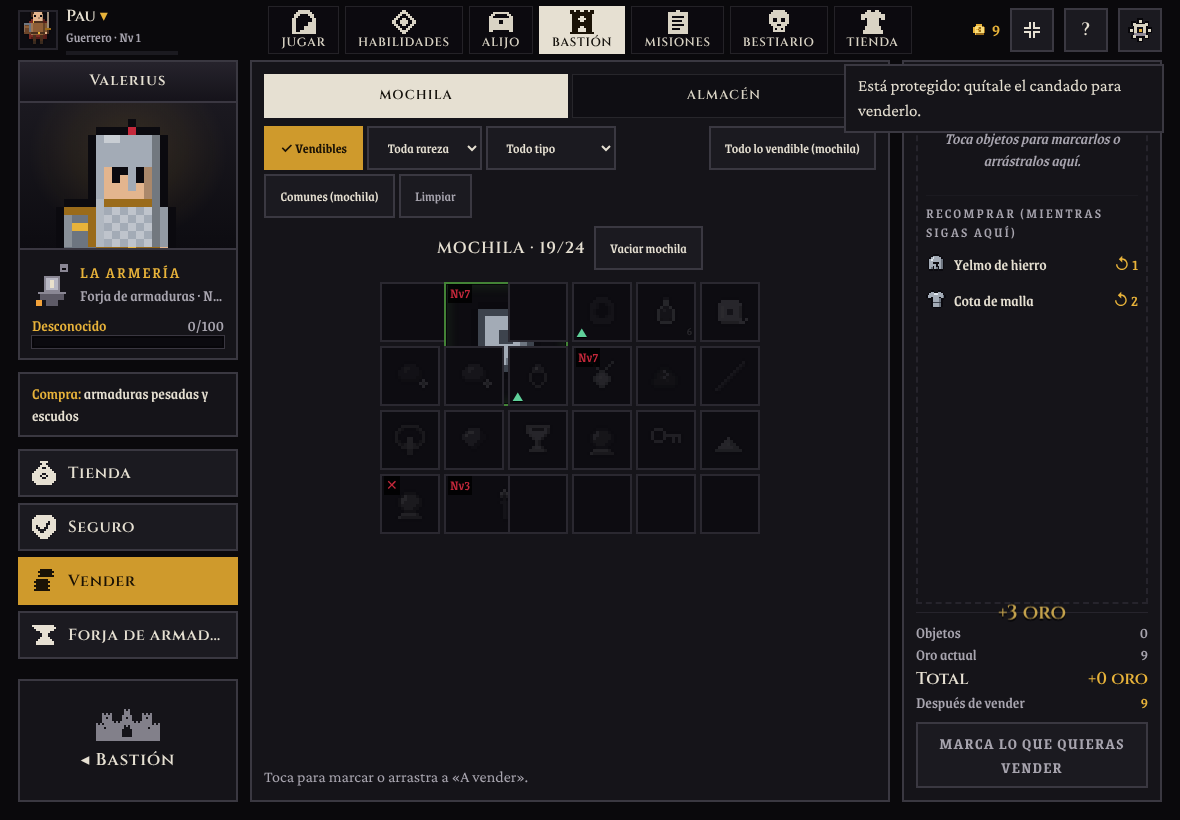 Pau ▼
Guerrero · Nv 1
JUGAR
HABILIDADES
ALIJO
BASTIÓN
MISIONES
BESTIARIO
TIENDA
9
?
Valerius
LA ARMERÍA
Forja de armaduras · N...
Desconocido 0/100
Compra: armaduras pesadas y
escudos
Tienda
Seguro
Vender
Forja de armad...
◂ Bastión
MOCHILA
ALMACÉN
✓ Vendibles
Toda rareza
Todo tipo
Todo lo vendible (mochila)
Comunes (mochila)
Limpiar
MOCHILA · 19/24
Vaciar mochila
Nv7
6
Nv7
✕
Nv3
Toca para marcar o arrastra a «A vender».
Está protegido: quítale el candado para
venderlo.
Toca objetos para marcarlos o
arrástralos aquí.
RECOMPRAR (MIENTRAS
SIGAS AQUÍ)
Yelmo de hierro 1
Cota de malla 2
+3 ORO
Objetos 0
Oro actual 9
Total +0 ORO
Después de vender 9
MARCA LO QUE QUIERAS
VENDER